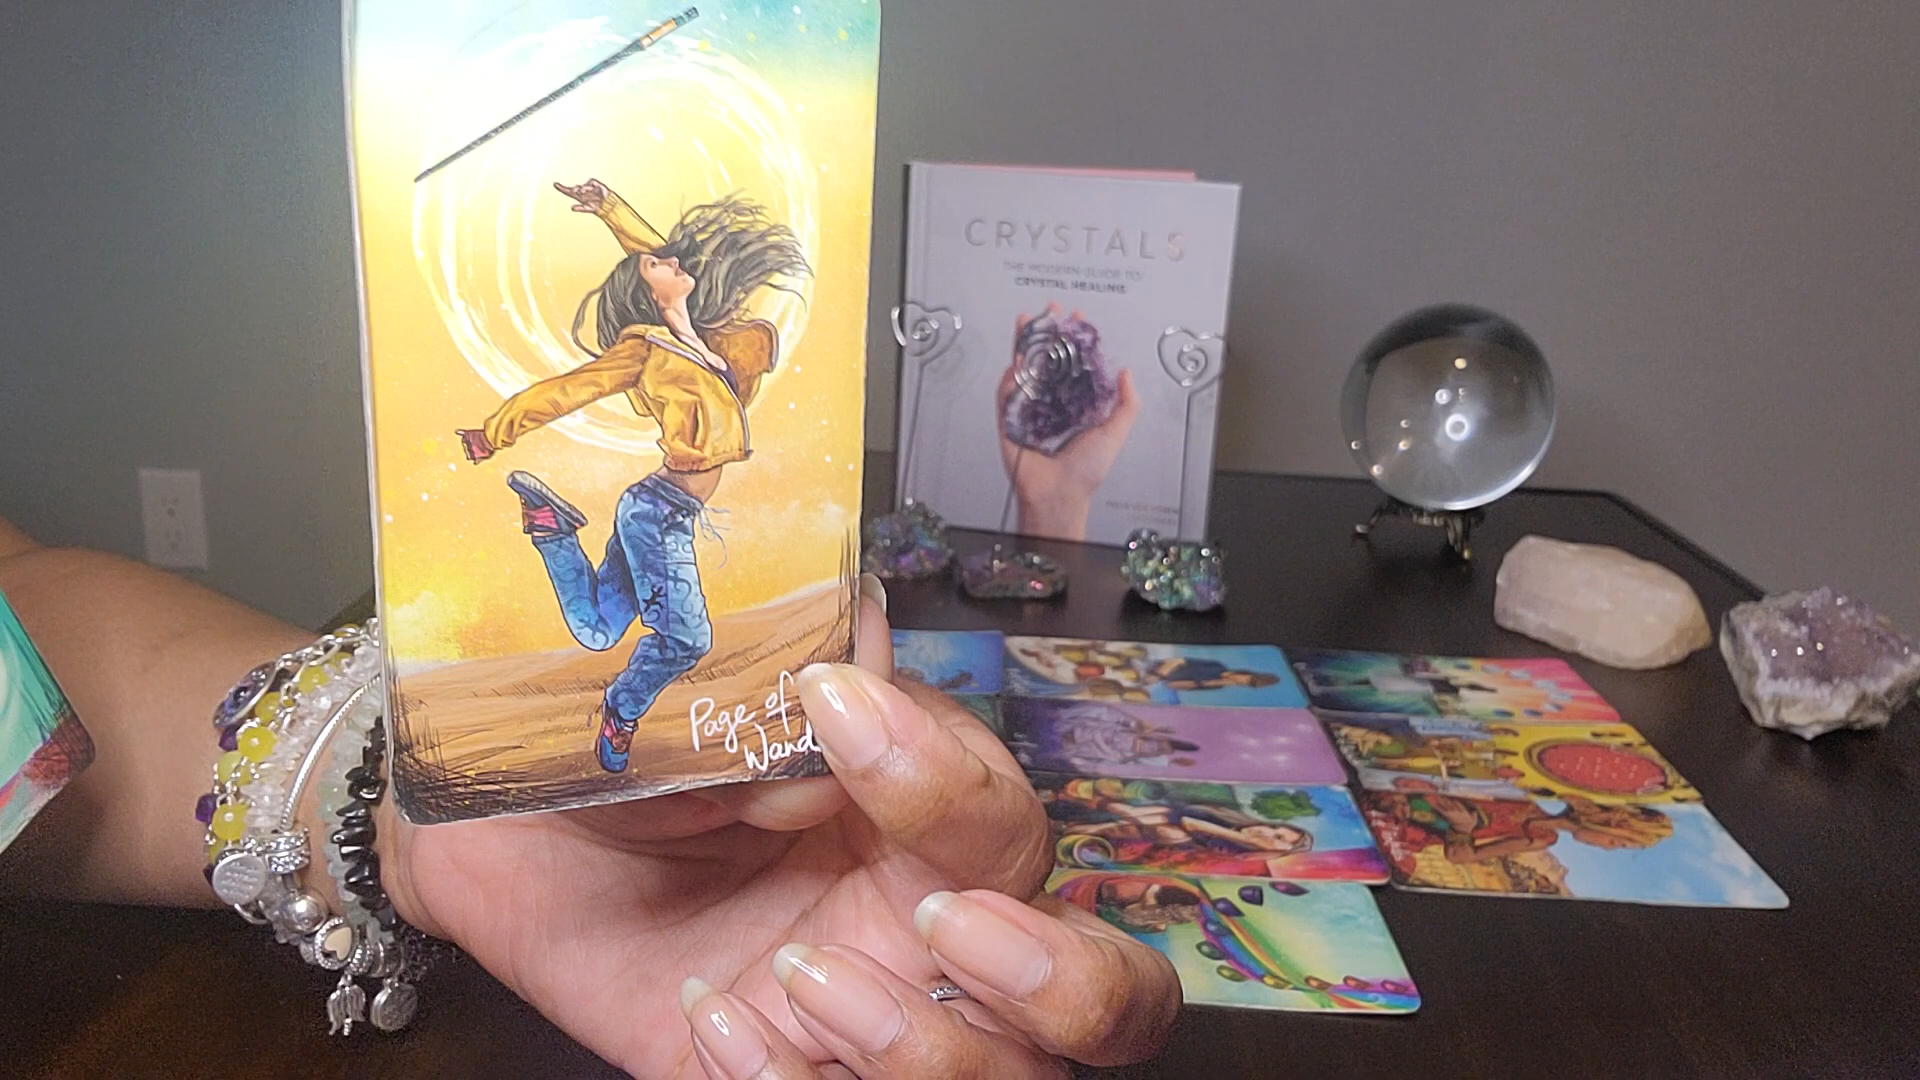 Page of
Wand
CRYSTALS
THE MODERN GUIDE TO
CRYSTAL HEALING